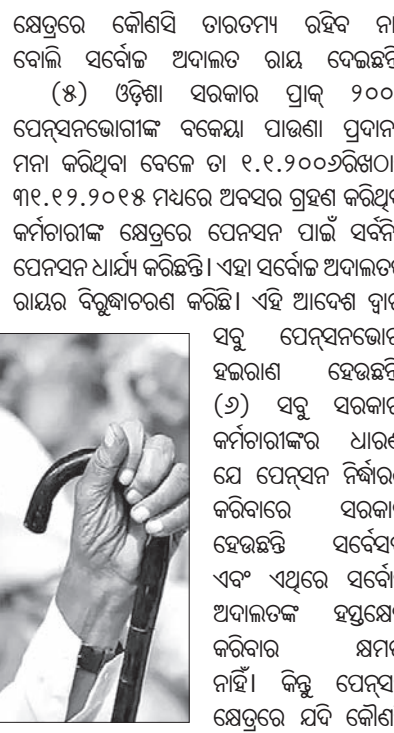 କ୍ଷେତ୍ରରେ କୌଣସି ତାରତମ୍ୟ ରହିବ ନା
ବୋଲି ସର୍ବୋଚ୍ଚ ଅଦାଲତ ରାୟ ଦେଇଛନ୍ତି
(୫) ଓଡ଼ିଶା ସରକାର ପ୍ରାକ୍ ୨୦୦
ପେନ୍‌ସନଭୋଗୀଙ୍କ ବକେୟା ପାଉଣା ପ୍ରଦାନ
ମନା କରିଥିବା ବେଳେ ତା ୧.୧.୨୦୦୬ରିଖଠା
୩୧.୧୨.୨୦୧୫ ମଧ୍ୟରେ ଅବସର ଗ୍ରହଣ କରିଥିବ
କର୍ମଚାରୀଙ୍କ କ୍ଷେତ୍ରରେ ପେନସନ ପାଇଁ ସର୍ବନି
ପେନସନ ଧାର୍ଯ୍ୟ କରିଛନ୍ତି। ଏହା ସର୍ବୋଚ୍ଚ ଅଦାଲତଙ୍କ
ରାୟର ବିରୁଦ୍ଧାଚରଣ କରିଛି। ଏହି ଆଦେଶ ଦ୍ୱାର
ସବୁ ପେନ୍‌ସନଭୋଗ
ହଇରାଣ ହେଉଛନ୍ତି
(୬) ସବୁ ସରକାର
କର୍ମଚାରୀଙ୍କର ଧାରଣ
ଯେ ପେନ୍‌ସନ ନିର୍ଦ୍ଧାରଣ
କରିବାରେ ସରକା
ହେଉଛନ୍ତି ସର୍ବେସ
ଏବଂ ଏଥିରେ ସର୍ବୋ
ଅଦାଲତଙ୍କ ହସ୍ତକ୍ଷେ
କରିବାର କ୍ଷମତ
ନାହିଁ। କିନ୍ତୁ ପେନ୍‌ସ
କ୍ଷେତ୍ରରେ ଯଦି କୌଣ